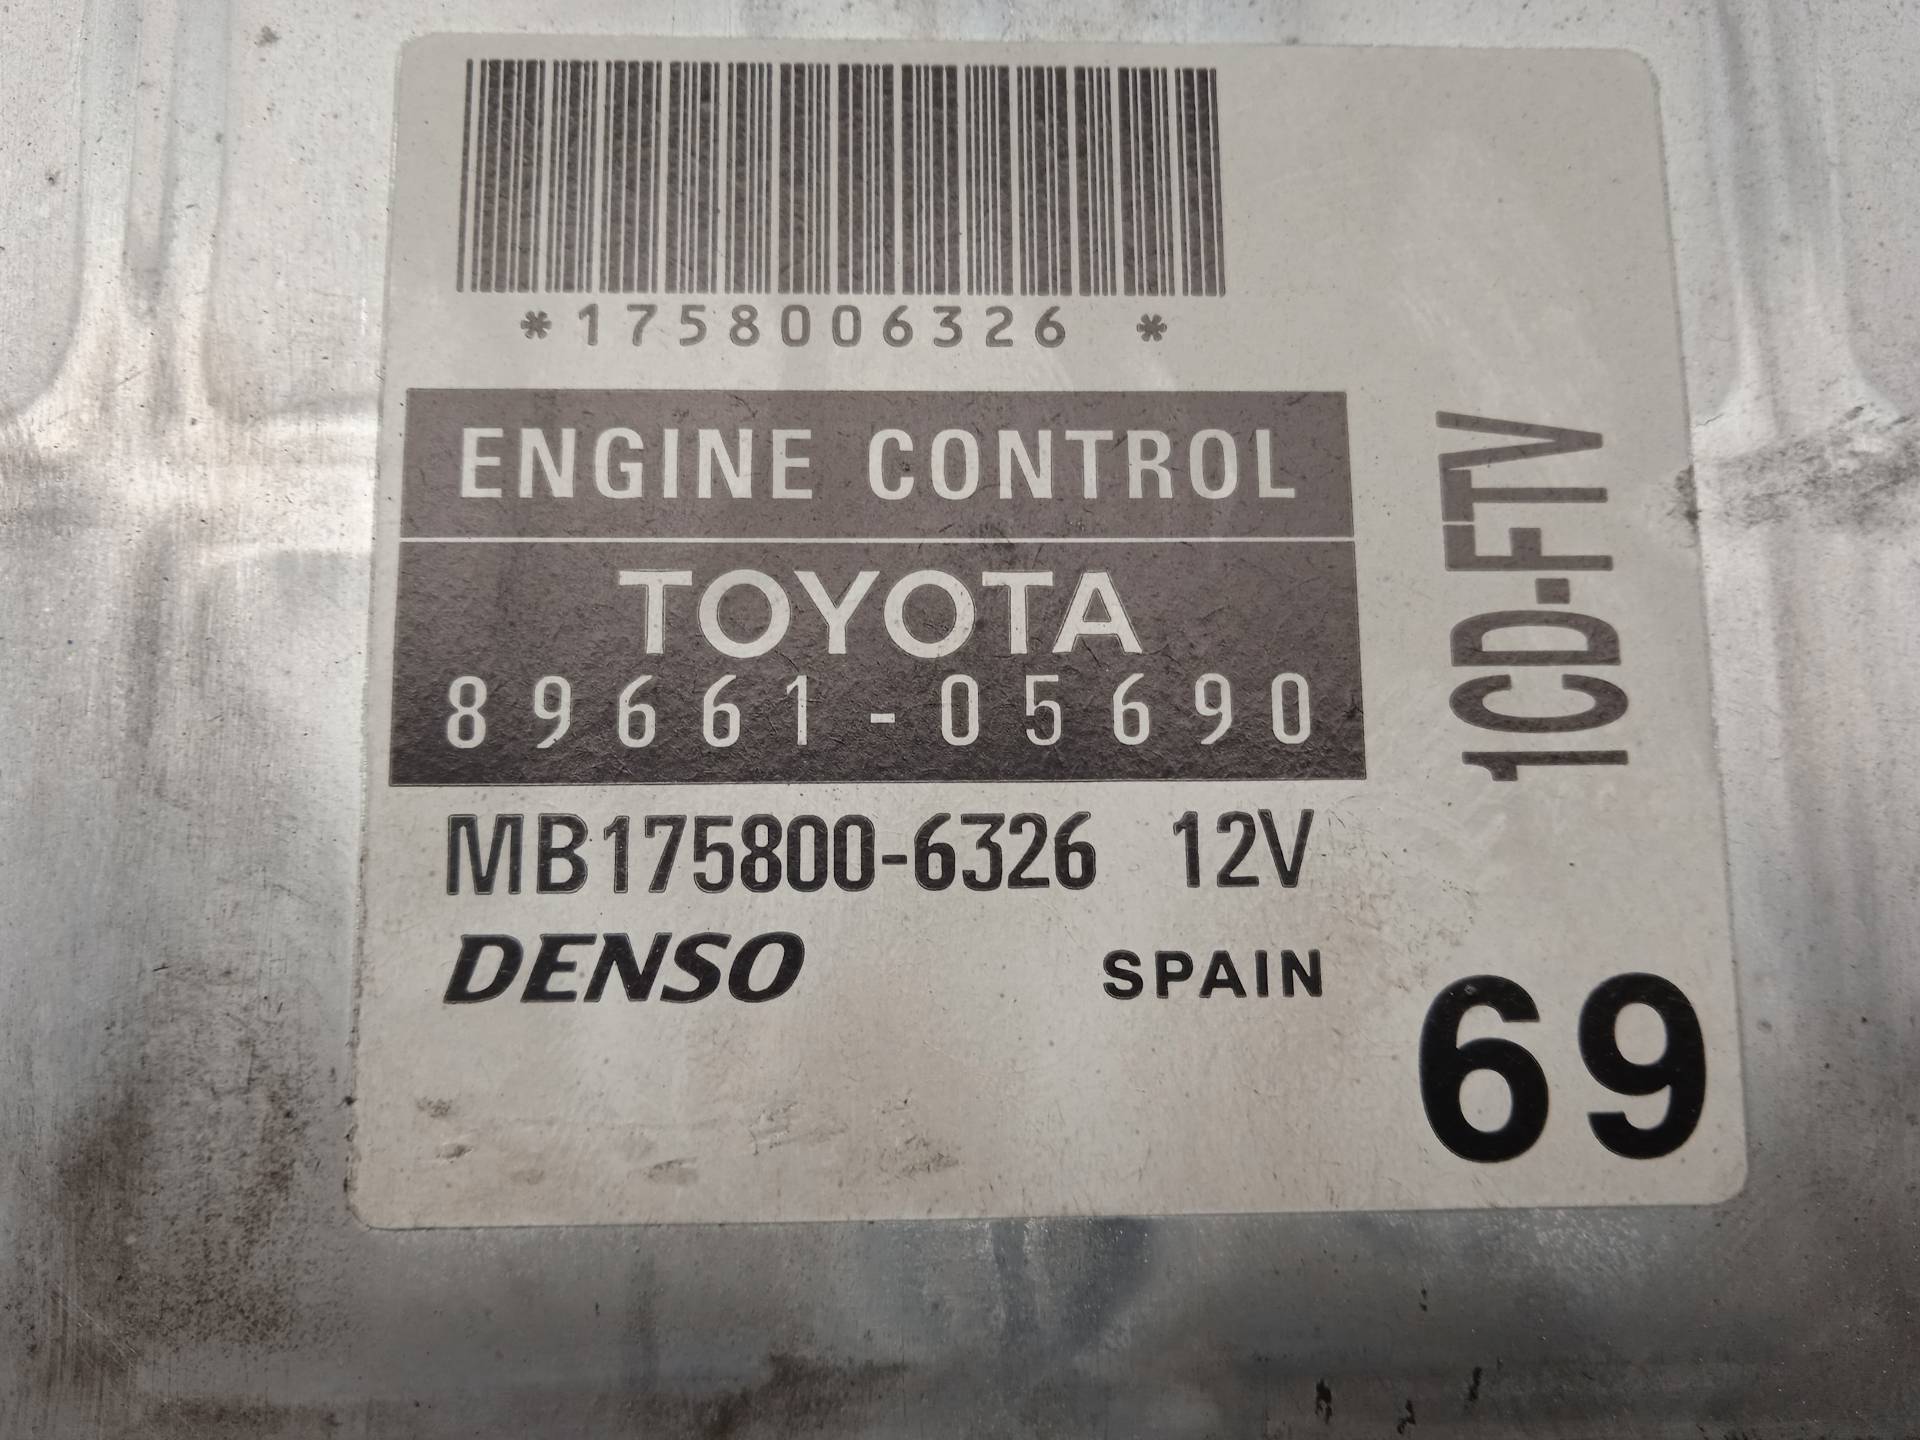 *1758006326 *
ENGINE CONTROL
TOYOTA
89661-05690
1CD-FTV
MB175800-6326 12V
DENSO SPAIN
69